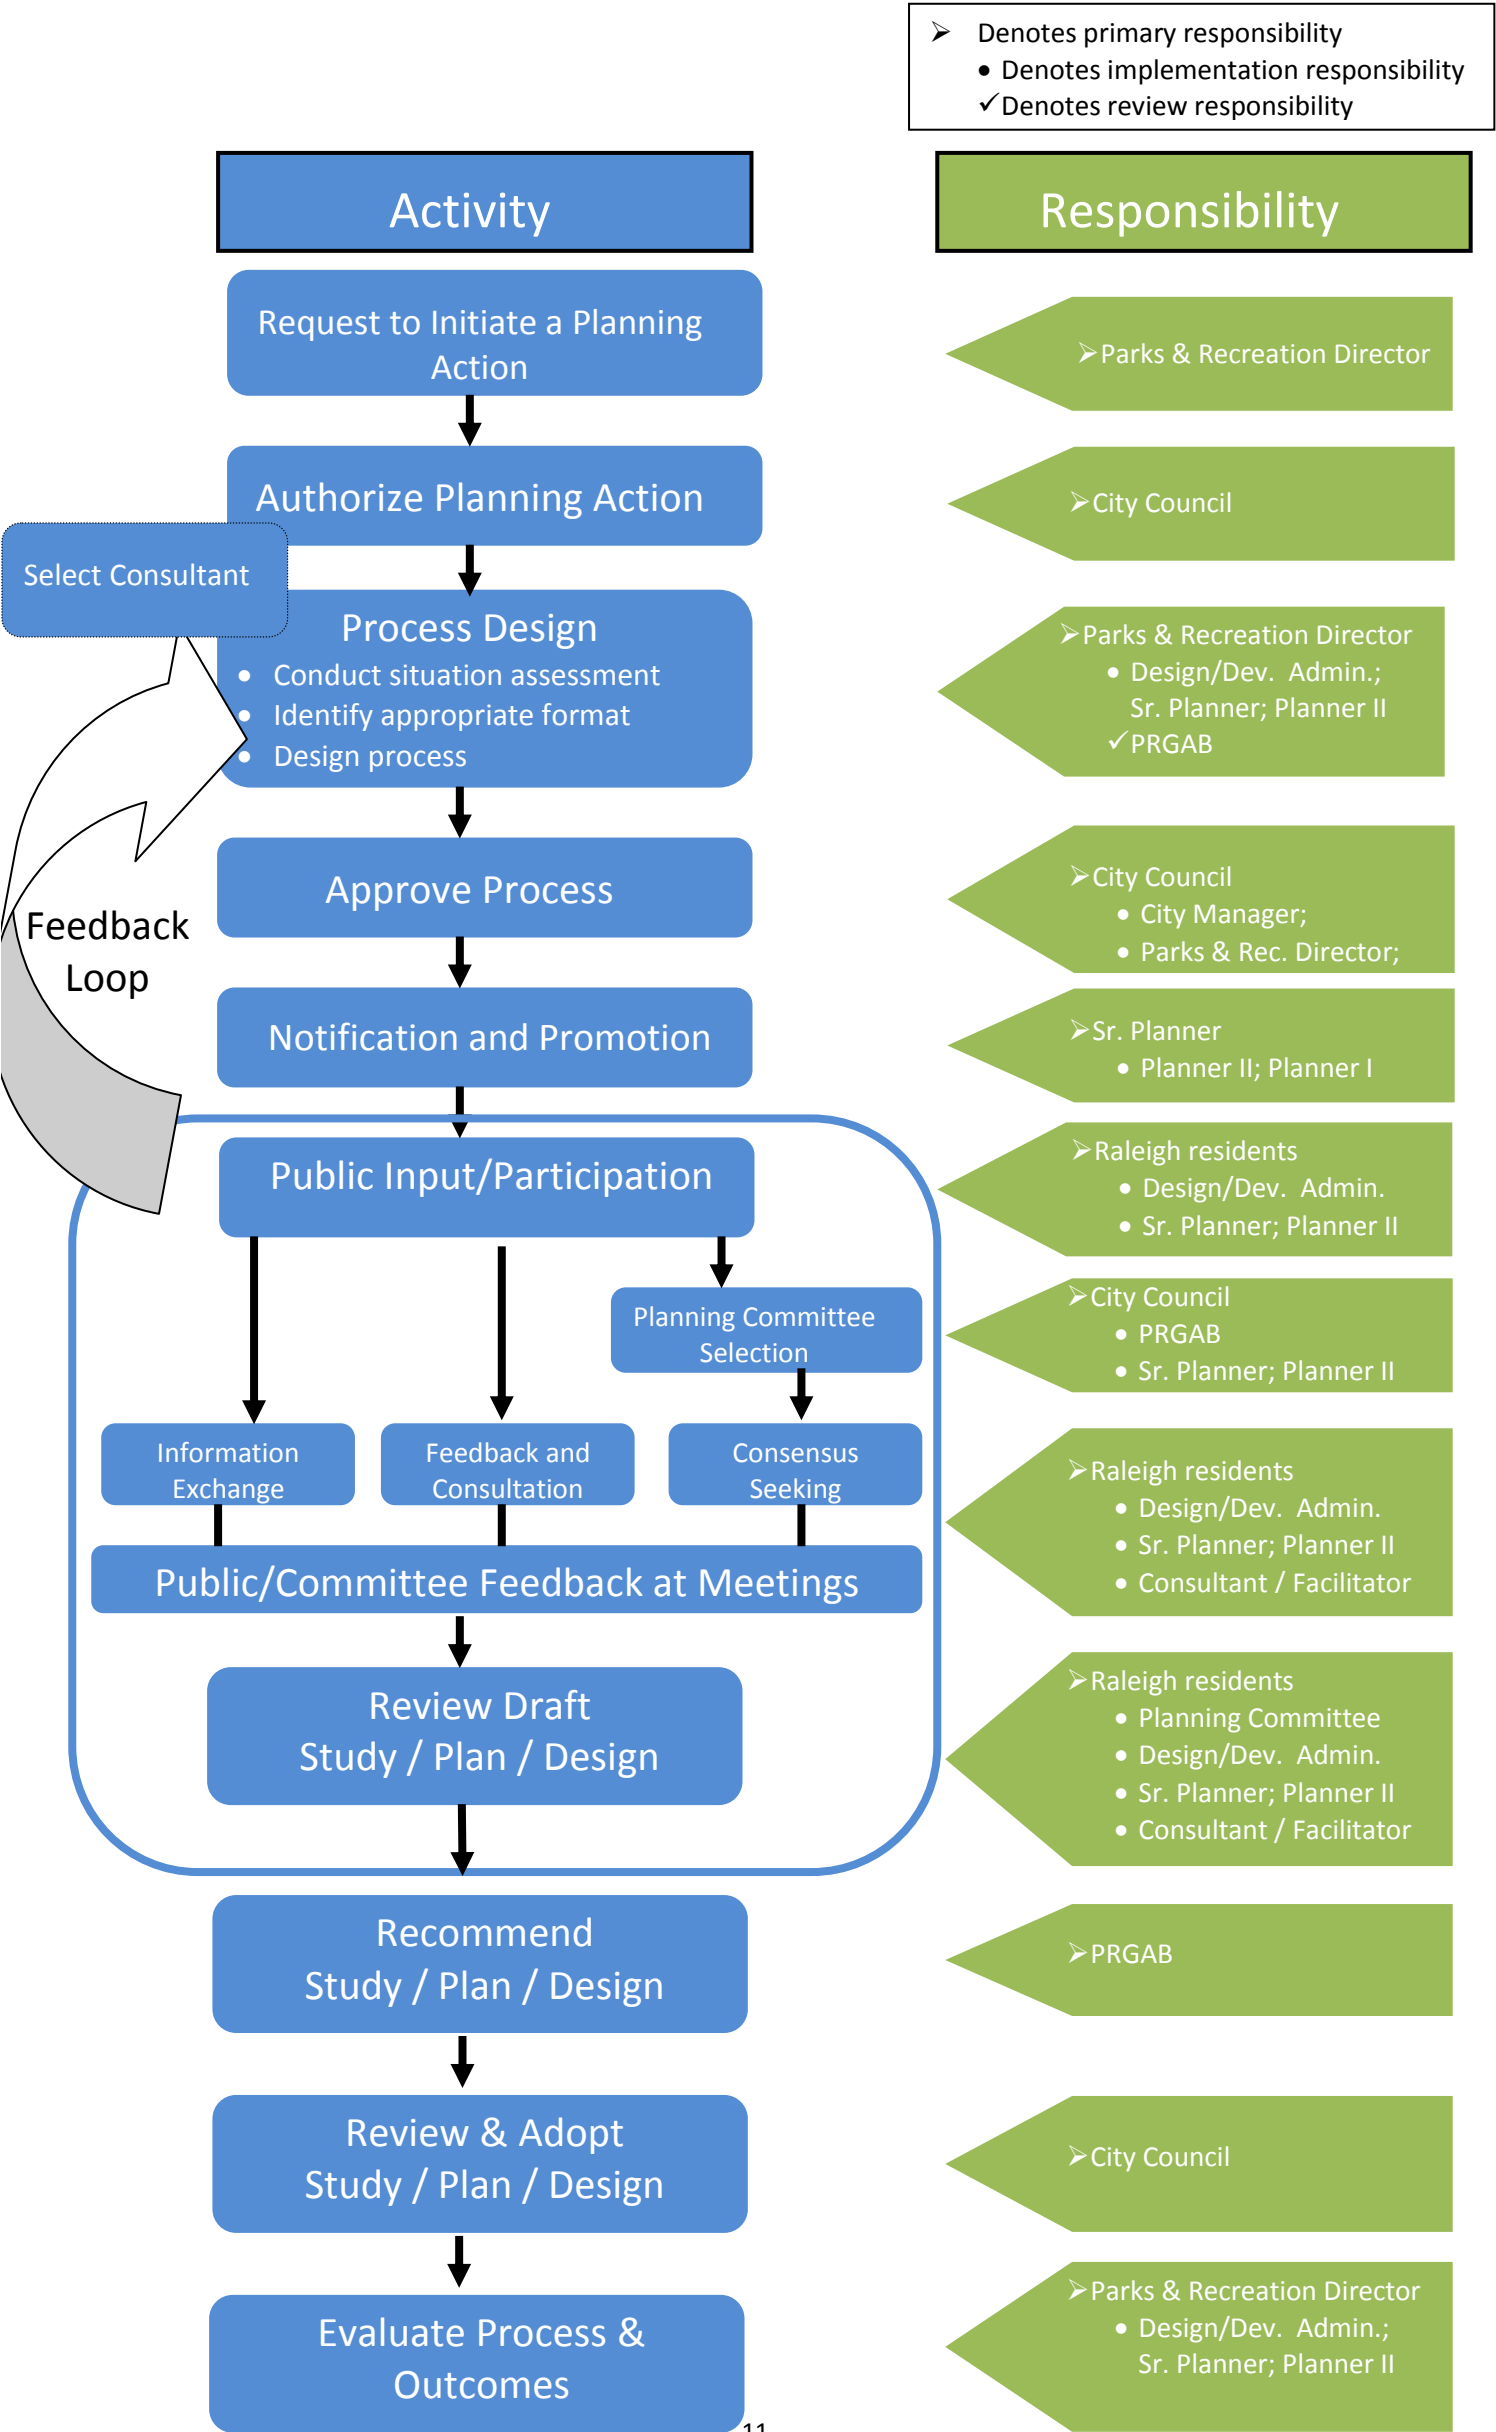 ➢ Denotes primary responsibility
• Denotes implementation responsibility
✓Denotes review responsibility
Activity
Responsibility
Request to Initiate a Planning
Action
➢Parks & Recreation Director
Authorize Planning Action
➢City Council
Select Consultant
Process Design
• Conduct situation assessment
• Identify appropriate format
• Design process
➢Parks & Recreation Director
• Design/Dev. Admin.;
Sr. Planner; Planner II
✓PRGAB
Approve Process
➢City Council
• City Manager;
• Parks & Rec. Director;
Feedback
Loop
Notification and Promotion
➢Sr. Planner
• Planner II; Planner I
Public Input/Participation
➢Raleigh residents
• Design/Dev. Admin.
• Sr. Planner; Planner II
Planning Committee
Selection
➢City Council
• PRGAB
• Sr. Planner; Planner II
Information
Exchange
Feedback and
Consultation
Consensus
Seeking
Public/Committee Feedback at Meetings
➢Raleigh residents
• Design/Dev. Admin.
• Sr. Planner; Planner II
• Consultant / Facilitator
Review Draft
Study / Plan / Design
➢Raleigh residents
• Planning Committee
• Design/Dev. Admin.
• Sr. Planner; Planner II
• Consultant / Facilitator
Recommend
Study / Plan / Design
➢PRGAB
Review & Adopt
Study / Plan / Design
➢City Council
Evaluate Process &
Outcomes
➢Parks & Recreation Director
• Design/Dev. Admin.;
Sr. Planner; Planner II
11